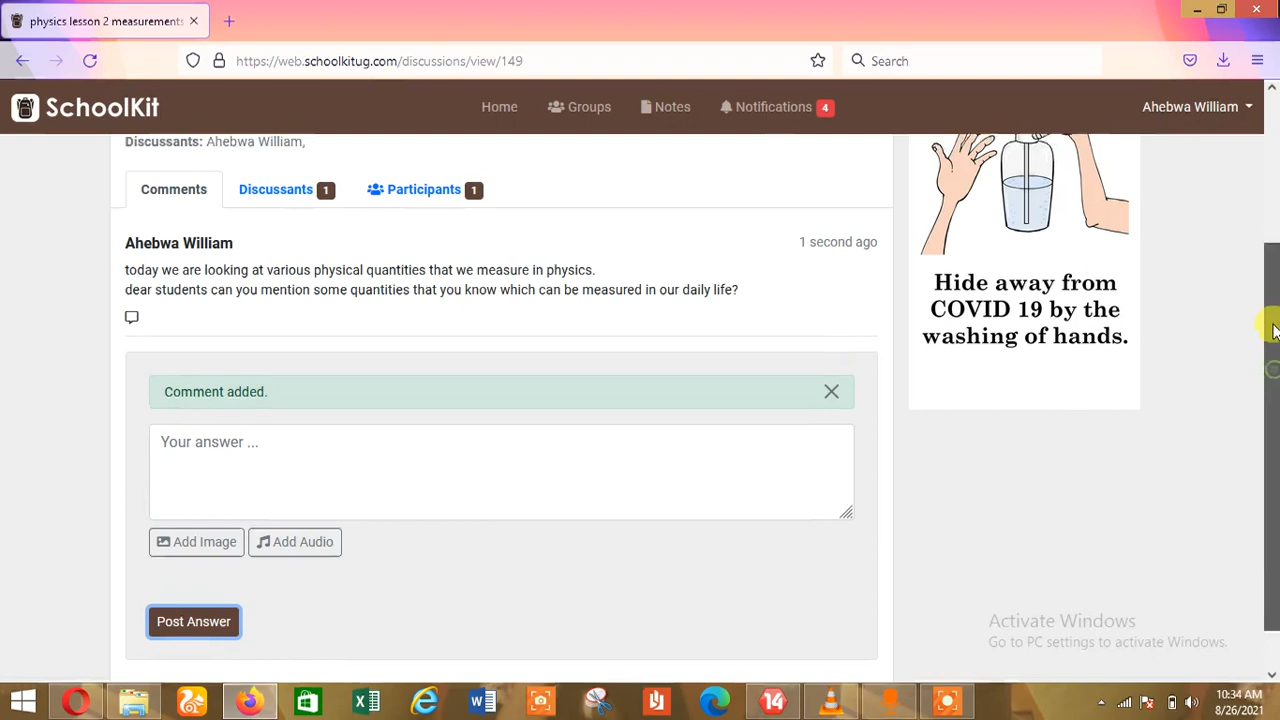 physics lesson 2 measurements
https://web.schoolkitug.com/discussions/view/149
Search
SchoolKit
Home
Groups
Notes
Notifications 4
Ahebwa William
Discussants: Ahebwa William,
Comments
Discussants 1
Participants 1
Ahebwa William
1 second ago
today we are looking at various physical quantities that we measure in physics.
dear students can you mention some quantities that you know which can be measured in our daily life?
Comment added.
Your answer ...
Add Image
Add Audio
Post Answer
Hide away from
COVID 19 by the
washing of hands.
Activate Windows
Go to PC settings to activate Windows.
14
10:34 AM
8/26/2021